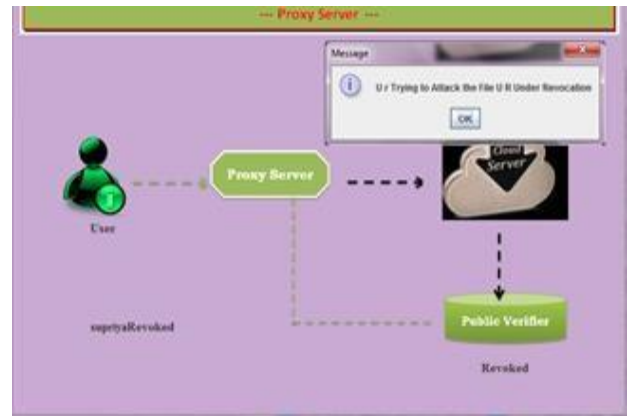 --- Proxy Server ---
Message
U r Trying to Attack the File U R Under Revocation
OK
Cloud
Server
Proxy Server
User
Public Verifier
supriyaRevoked
Revoked